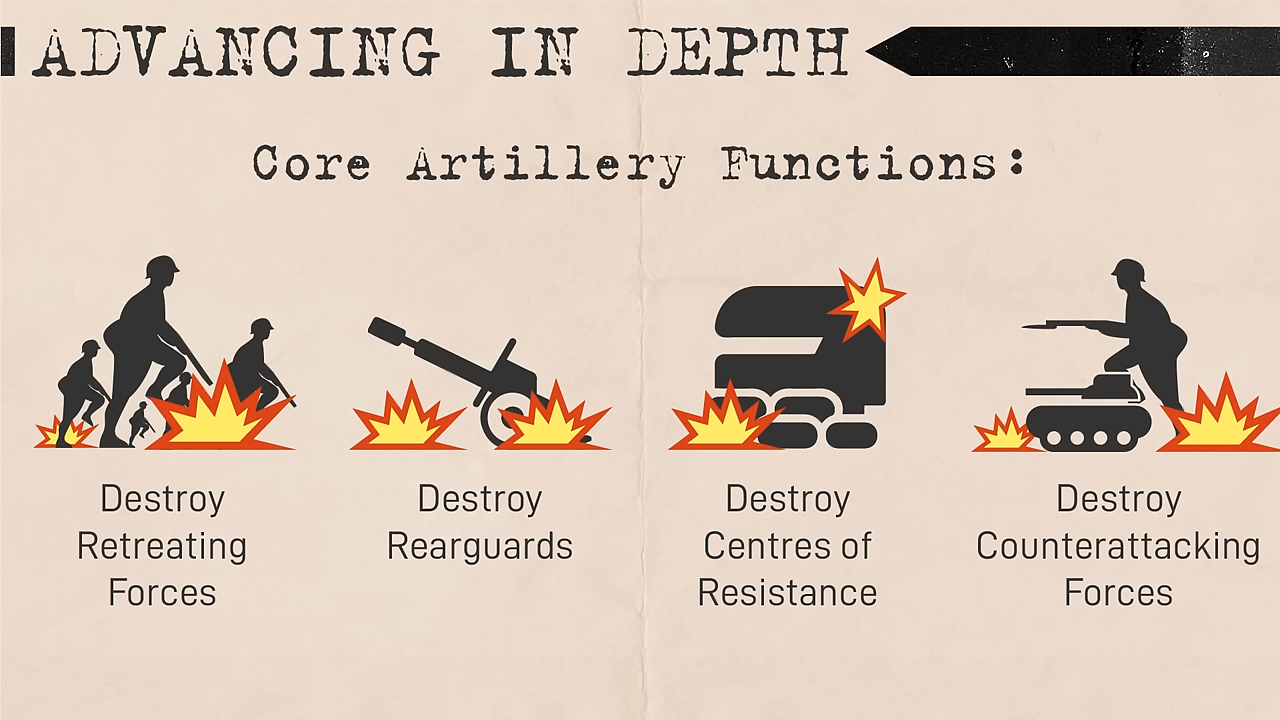 ADVANCING IN DEPTH
Core Artillery Functions:
Destroy
Retreating
Forces
Destroy
Rearguards
Destroy
Centres of
Resistance
Destroy
Counterattacking
Forces